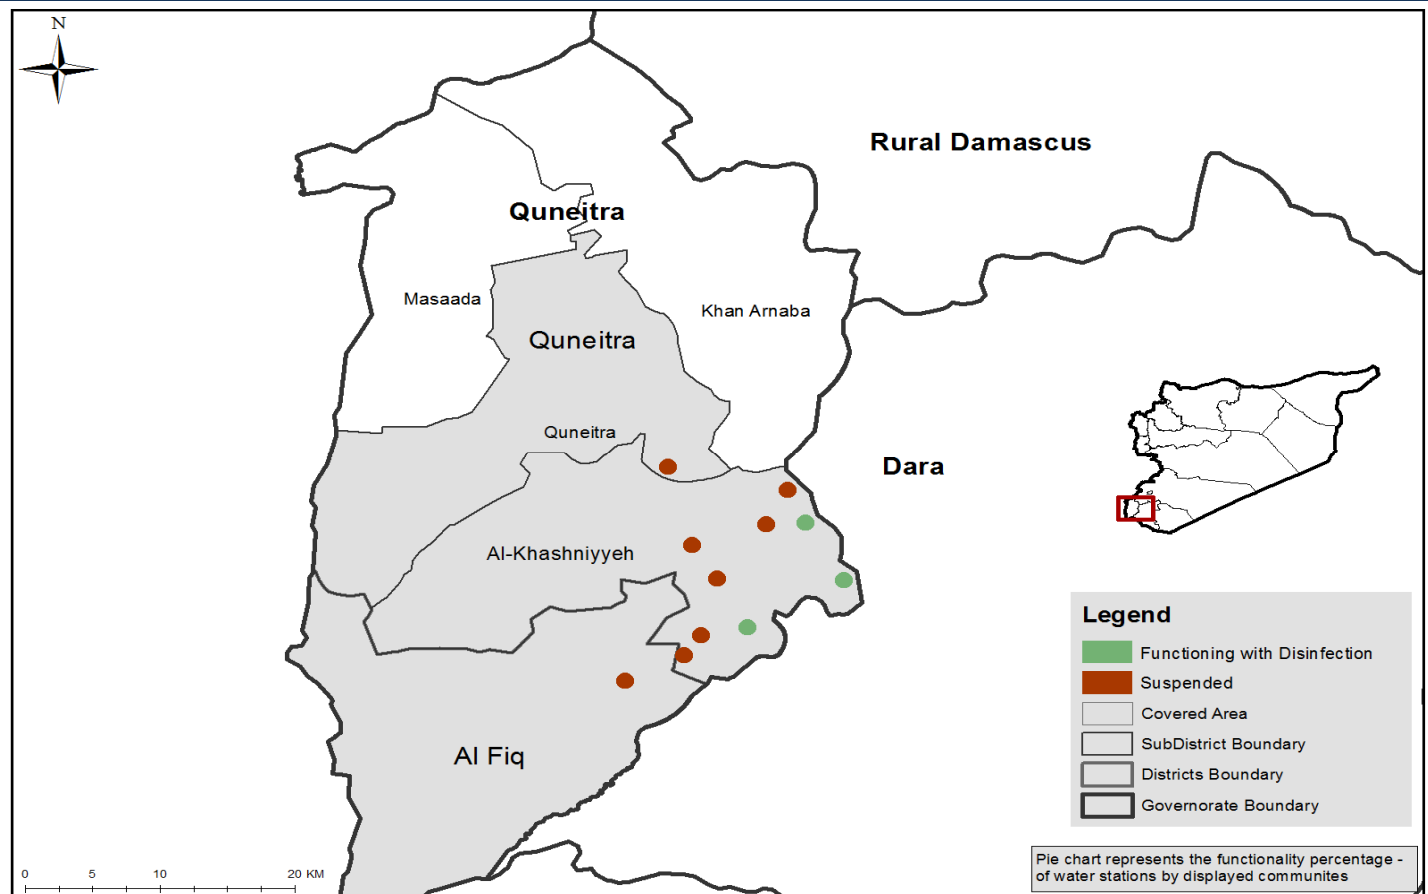 N
Rural Damascus
Quneitra
Masaada
Khan Arnaba
Quneitra
Quneitra
Dara
Al-Khashniyyeh
Al Fiq
Legend
Functioning with Disinfection
Suspended
Covered Area
SubDistrict Boundary
Districts Boundary
Governorate Boundary
0 5 10 20 KM
Pie chart represents the functionality percentage -
of water stations by displayed communites